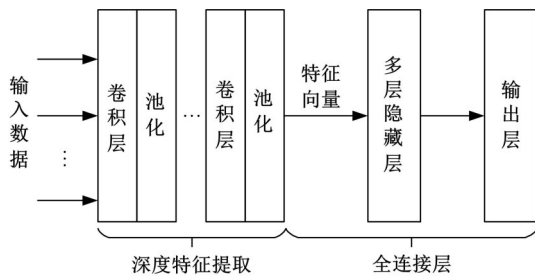 输入数据
⋮
卷积层
池化
…
卷积层
池化
特征
向量
多层隐藏层
输出层
深度特征提取
全连接层